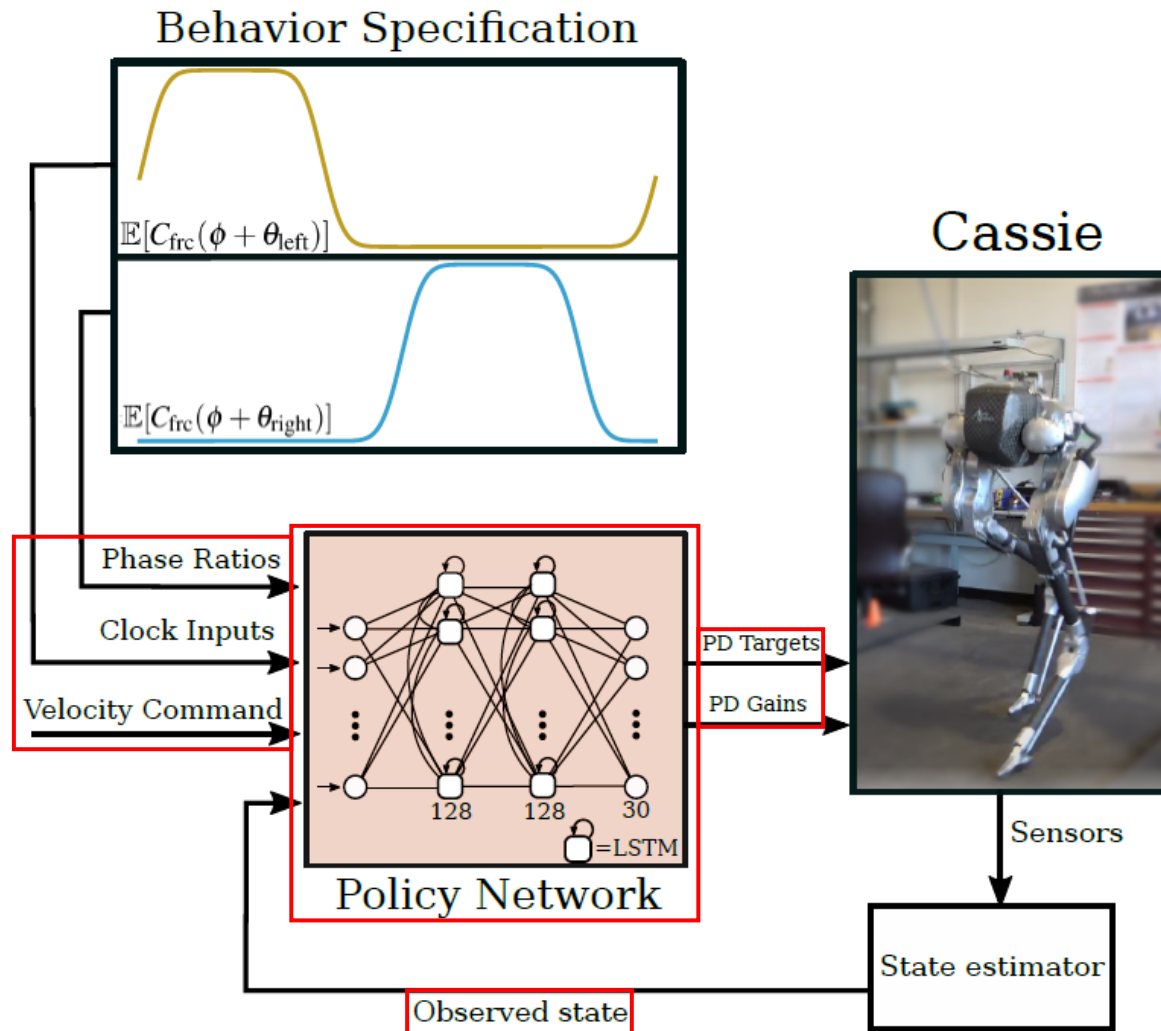 Behavior Specification
𝔼[C_frc(ϕ + θ_left)]
𝔼[C_frc(ϕ + θ_right)]
Cassie
Phase Ratios
Clock Inputs
Velocity Command
PD Targets
PD Gains
128 128 30
=LSTM
Policy Network
Sensors
State estimator
Observed state